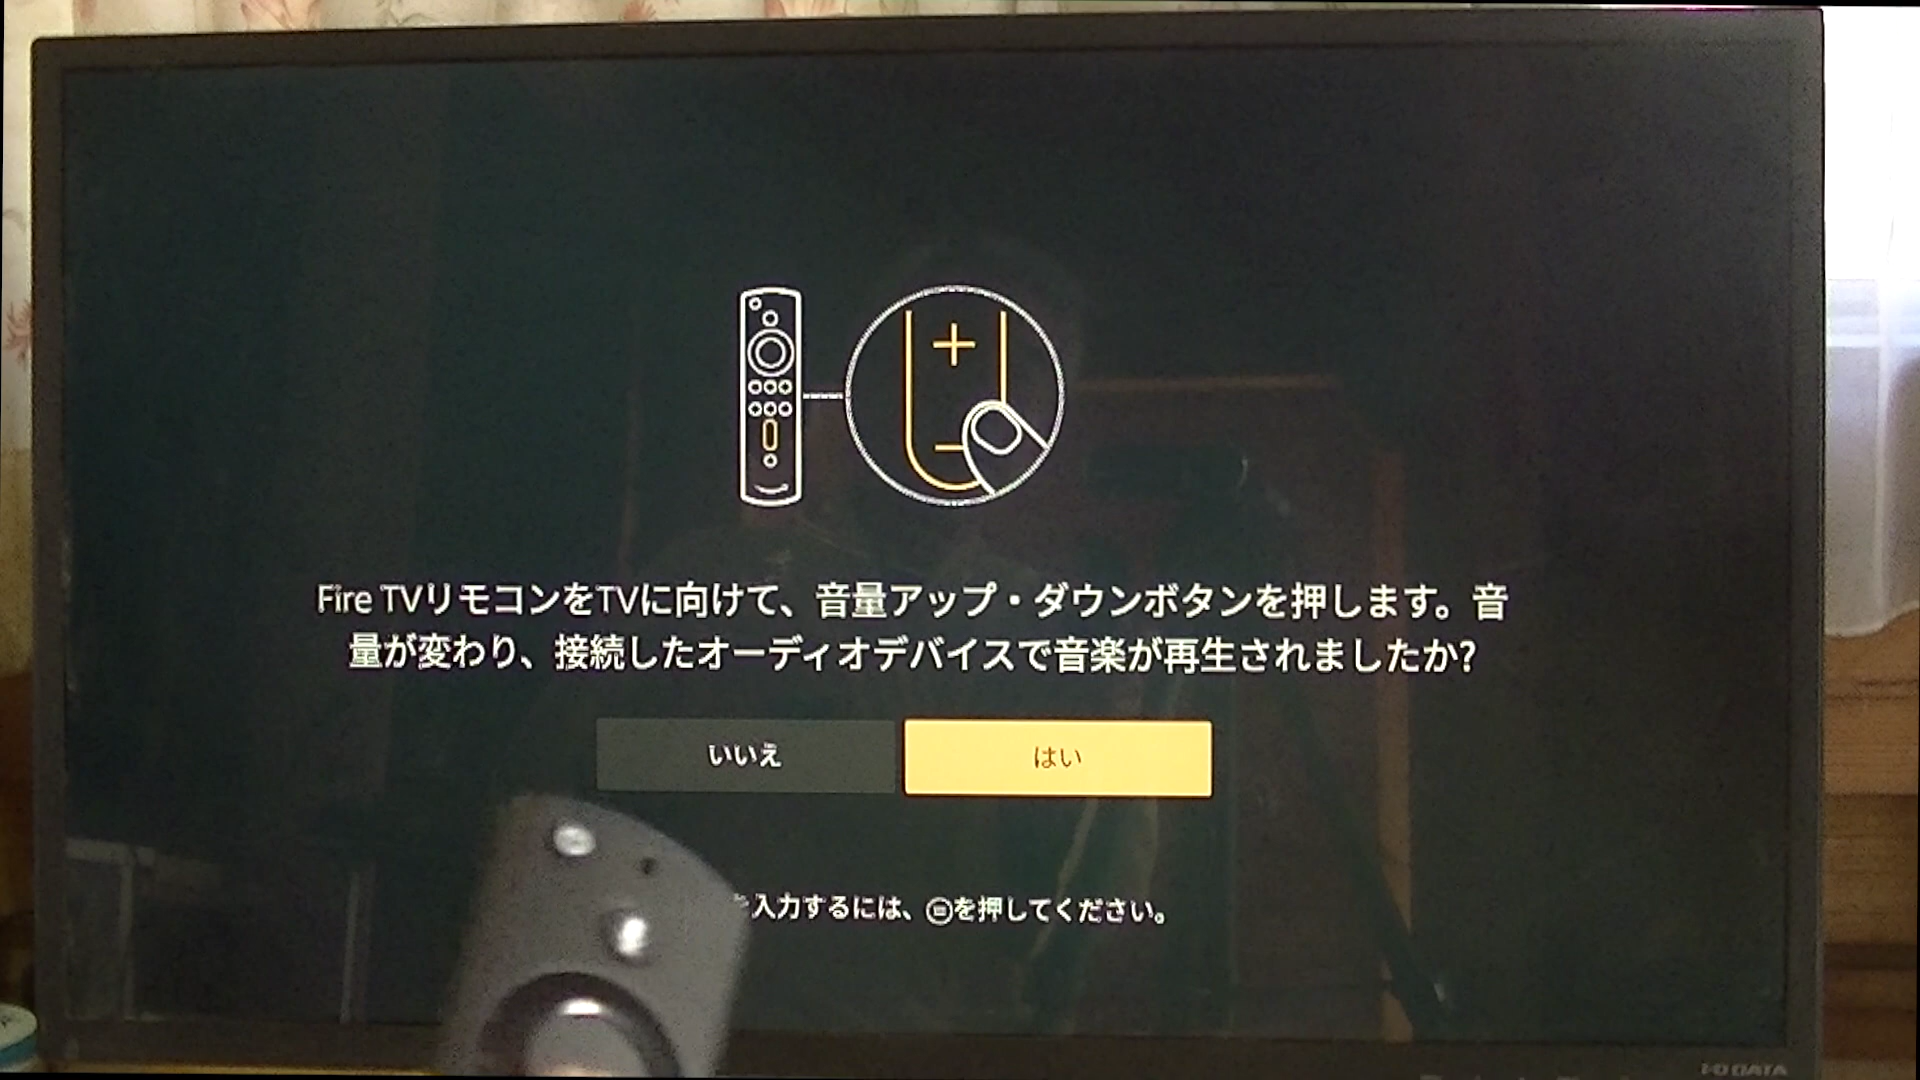 Fire TVリモコンをTVに向けて、音量アップ・ダウンボタンを押します。音
量が変わり、接続したオーディオデバイスで音楽が再生されましたか?
いいえ
はい
入力するには、㊂を押してください。
I-O DATA